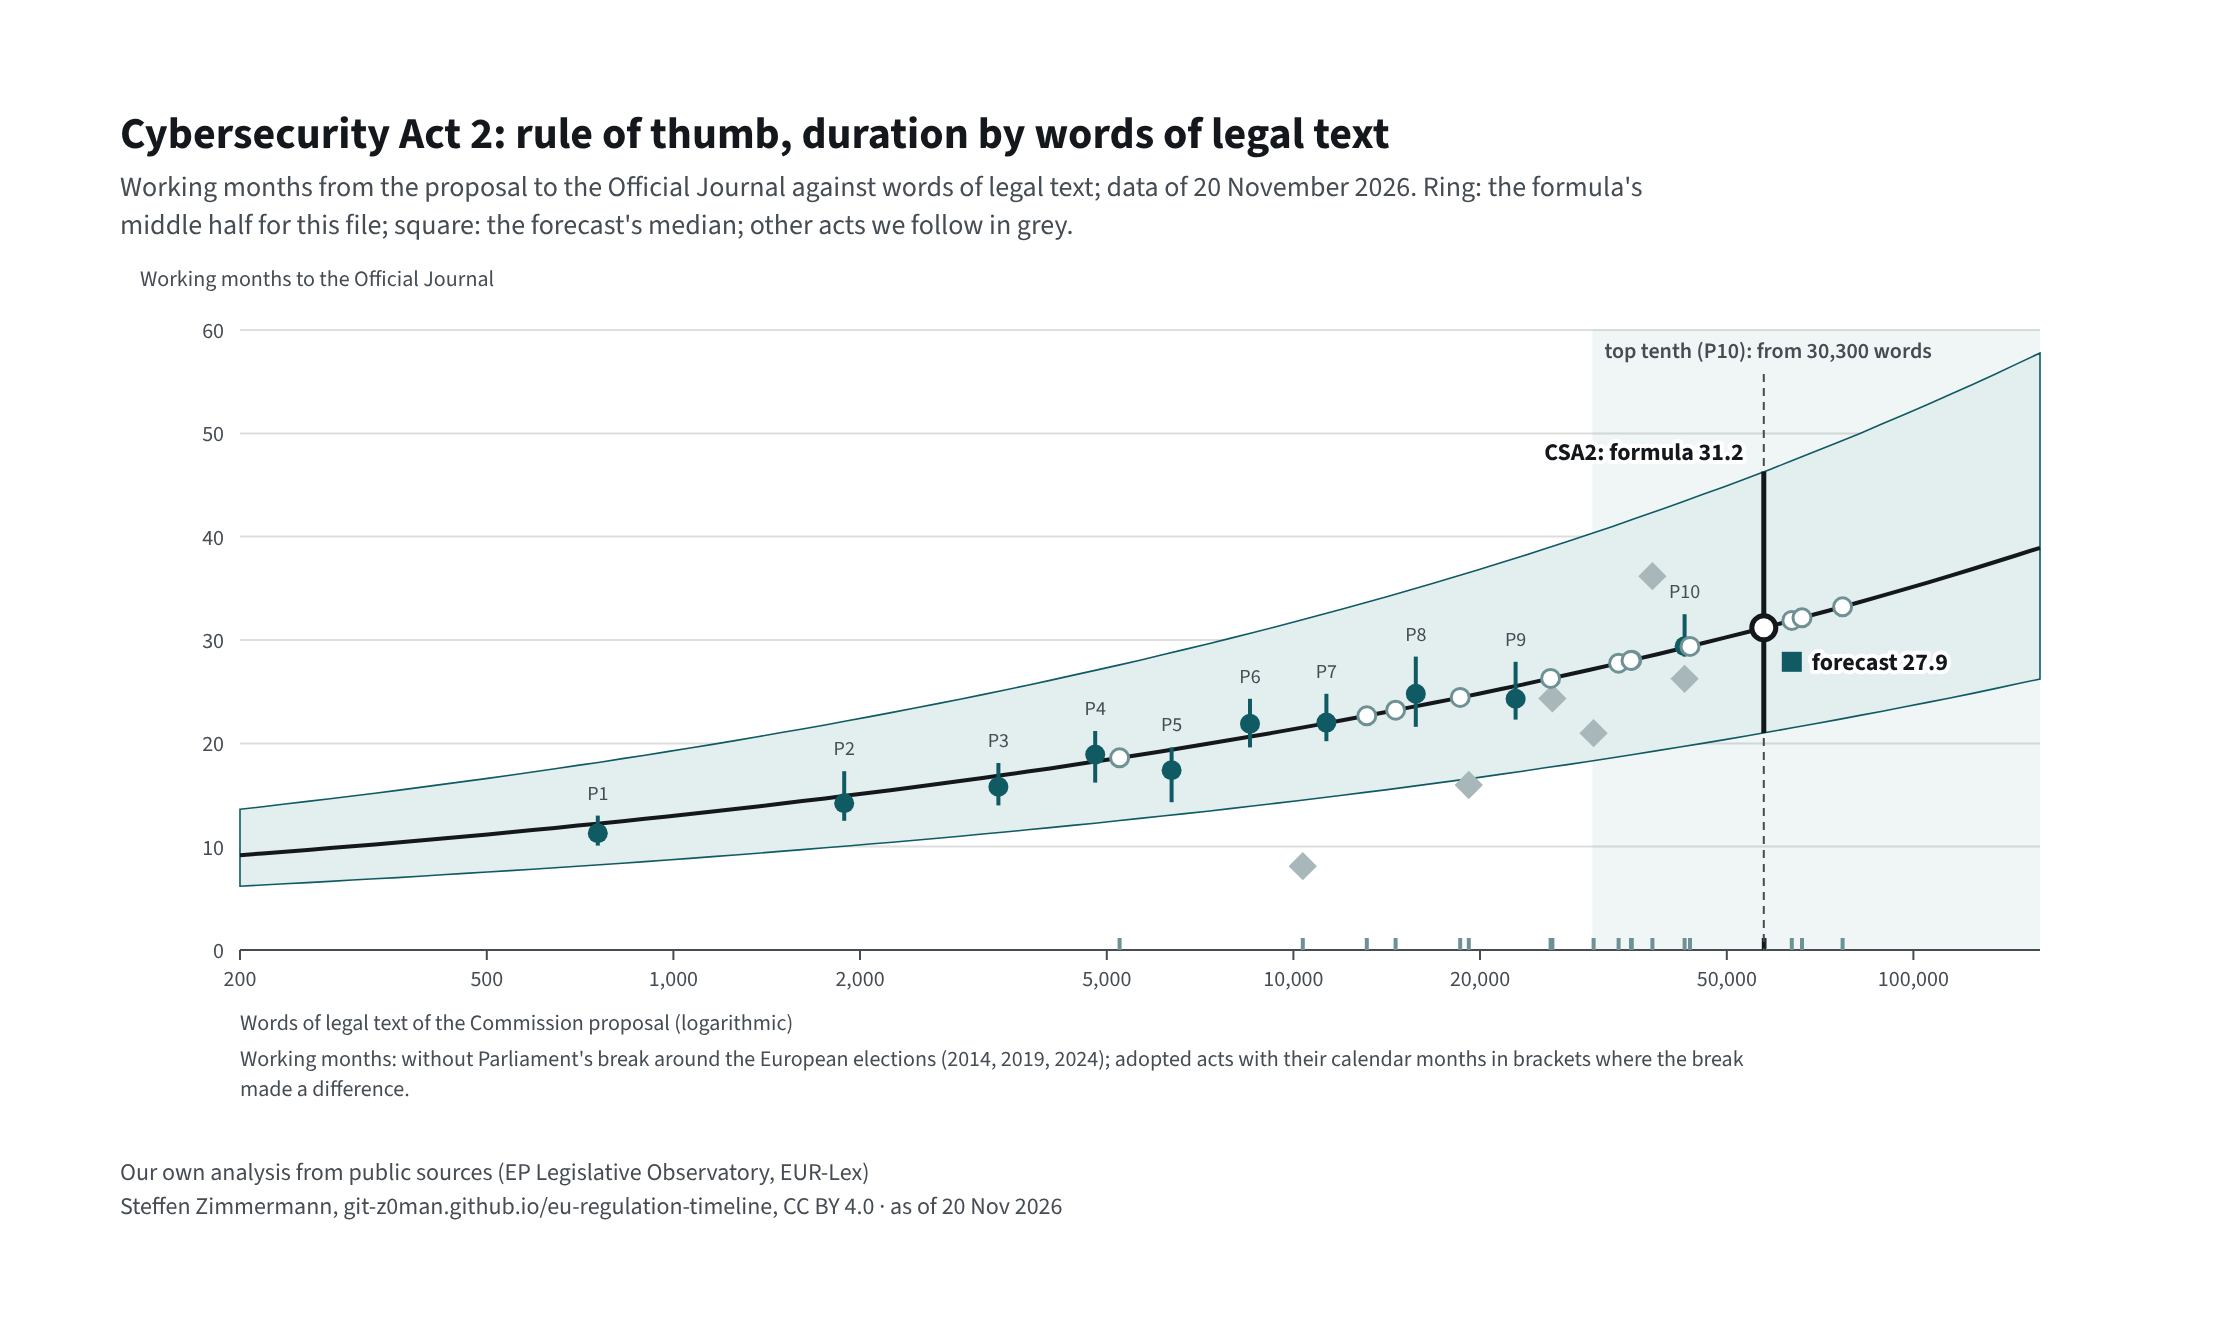 Cybersecurity Act 2: rule of thumb, duration by words of legal text
Working months from the proposal to the Official Journal against words of legal text; data of 20 November 2026. Ring: the formula's
middle half for this file; square: the forecast's median; other acts we follow in grey.
Working months to the Official Journal
60
top tenth (P10): from 30,300 words
50
CSA2: formula 31.2
40
P10
30
P8
P9
forecast 27.9
P7
P6
P4
P5
20
P3
P2
P1
10
0
200
500
1,000
2,000
5,000
10,000
20,000
50,000
100,000
Words of legal text of the Commission proposal (logarithmic)
Working months: without Parliament's break around the European elections (2014, 2019, 2024); adopted acts with their calendar months in brackets where the break
made a difference.
Our own analysis from public sources (EP Legislative Observatory, EUR-Lex)
Steffen Zimmermann, git-z0man.github.io/eu-regulation-timeline, CC BY 4.0 · as of 20 Nov 2026